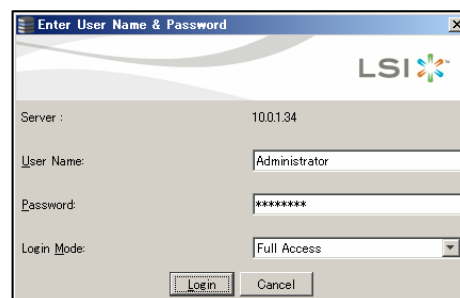 Enter User Name & Password
LSI
Server : 10.0.1.34
User Name: Administrator
Password: ********
Login Mode: Full Access
Login Cancel